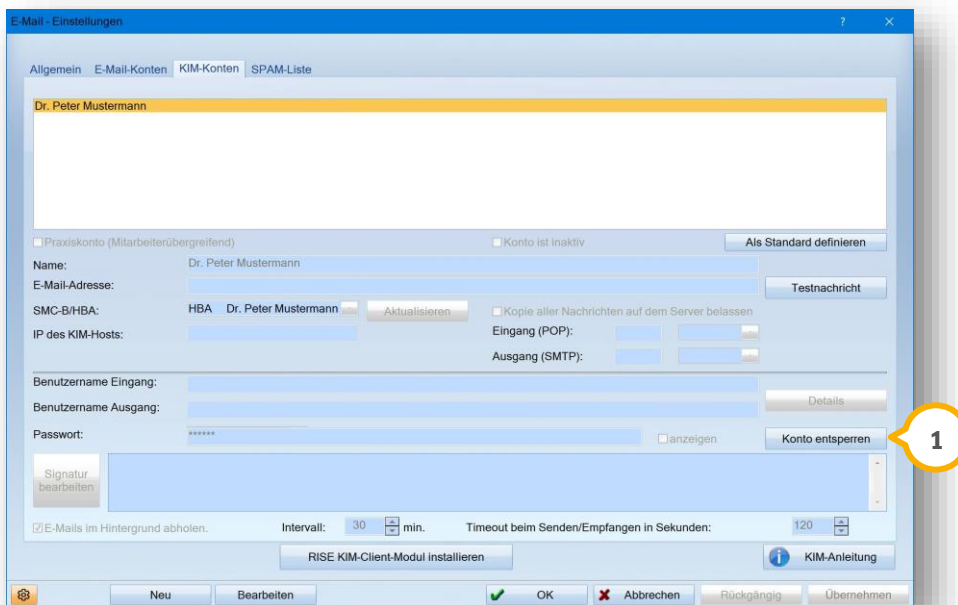 E-Mail - Einstellungen ? ×
Allgemein E-Mail-Konten KIM-Konten SPAM-Liste
Dr. Peter Mustermann
Praxiskonto (Mitarbeiterübergreifend) Konto ist inaktiv Als Standard definieren
Name: Dr. Peter Mustermann
E-Mail-Adresse: Testnachricht
SMC-B/HBA: HBA Dr. Peter Mustermann Aktualisieren Kopie aller Nachrichten auf dem Server belassen
IP des KIM-Hosts: Eingang (POP):
Ausgang (SMTP):
Benutzername Eingang:
Details
Benutzername Ausgang:
Passwort: ****** anzeigen Konto entsperren 1
Signatur
bearbeiten
E-Mails im Hintergrund abholen. Intervall: 30 min. Timeout beim Senden/Empfangen in Sekunden: 120
RISE KIM-Client-Modul installieren i KIM-Anleitung
Neu Bearbeiten OK Abbrechen Rückgängig Übernehmen